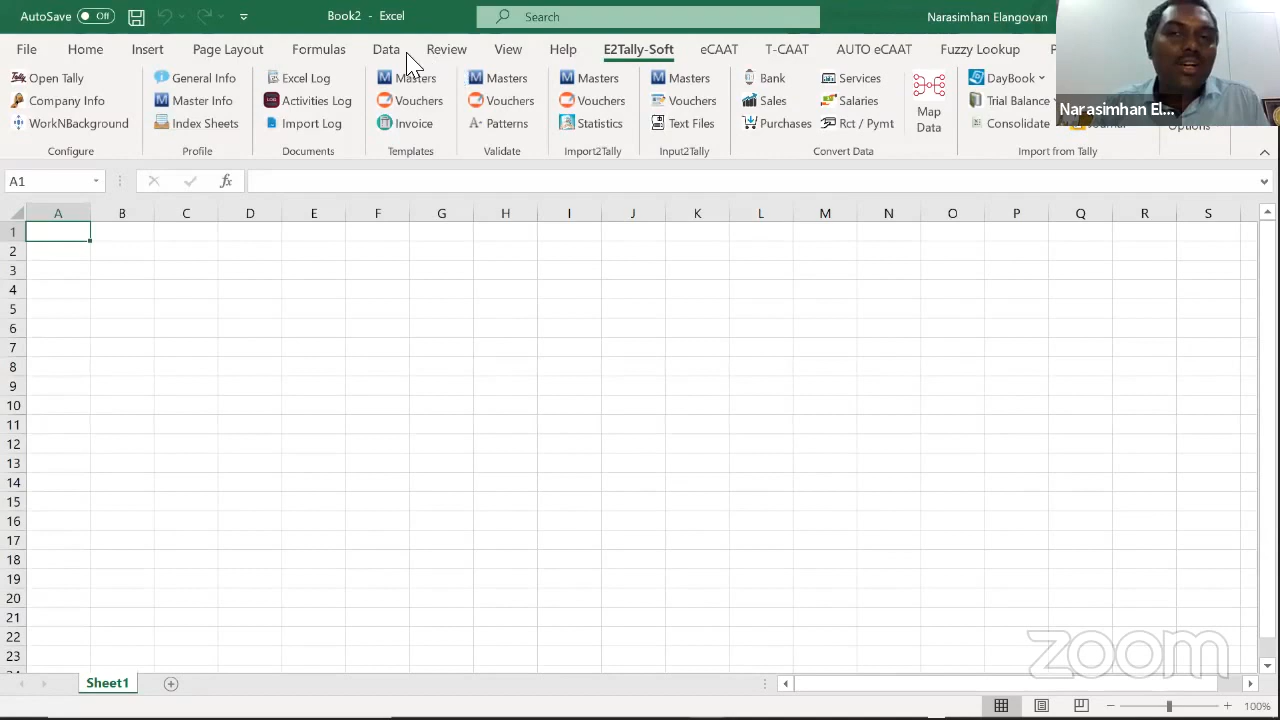 AutoSave Off Book2 - Excel Search Narasimhan Elangovan
File Home Insert Page Layout Formulas Data Review View Help E2Tally-Soft eCAAT T-CAAT AUTO eCAAT Fuzzy Lookup
Open Tally General Info Excel Log Masters Masters Masters Masters Bank Services DayBook
Company Info Master Info Activities Log Vouchers Vouchers Vouchers Vouchers Sales Salaries Map Data Trial Balance
WorkNBackground Index Sheets Import Log Invoice Patterns Statistics Text Files Purchases Rct / Pymt Consolidate Journal Options
Configure Profile Documents Templates Validate Import2Tally Input2Tally Convert Data Import from Tally
Narasimhan El...
A1 fx
A B C D E F G H I J K L M N O P Q R S
1
2
3
4
5
6
7
8
9
10
11
12
13
14
15
16
17
18
19
20
21
22
23
zoom
Sheet1
100%